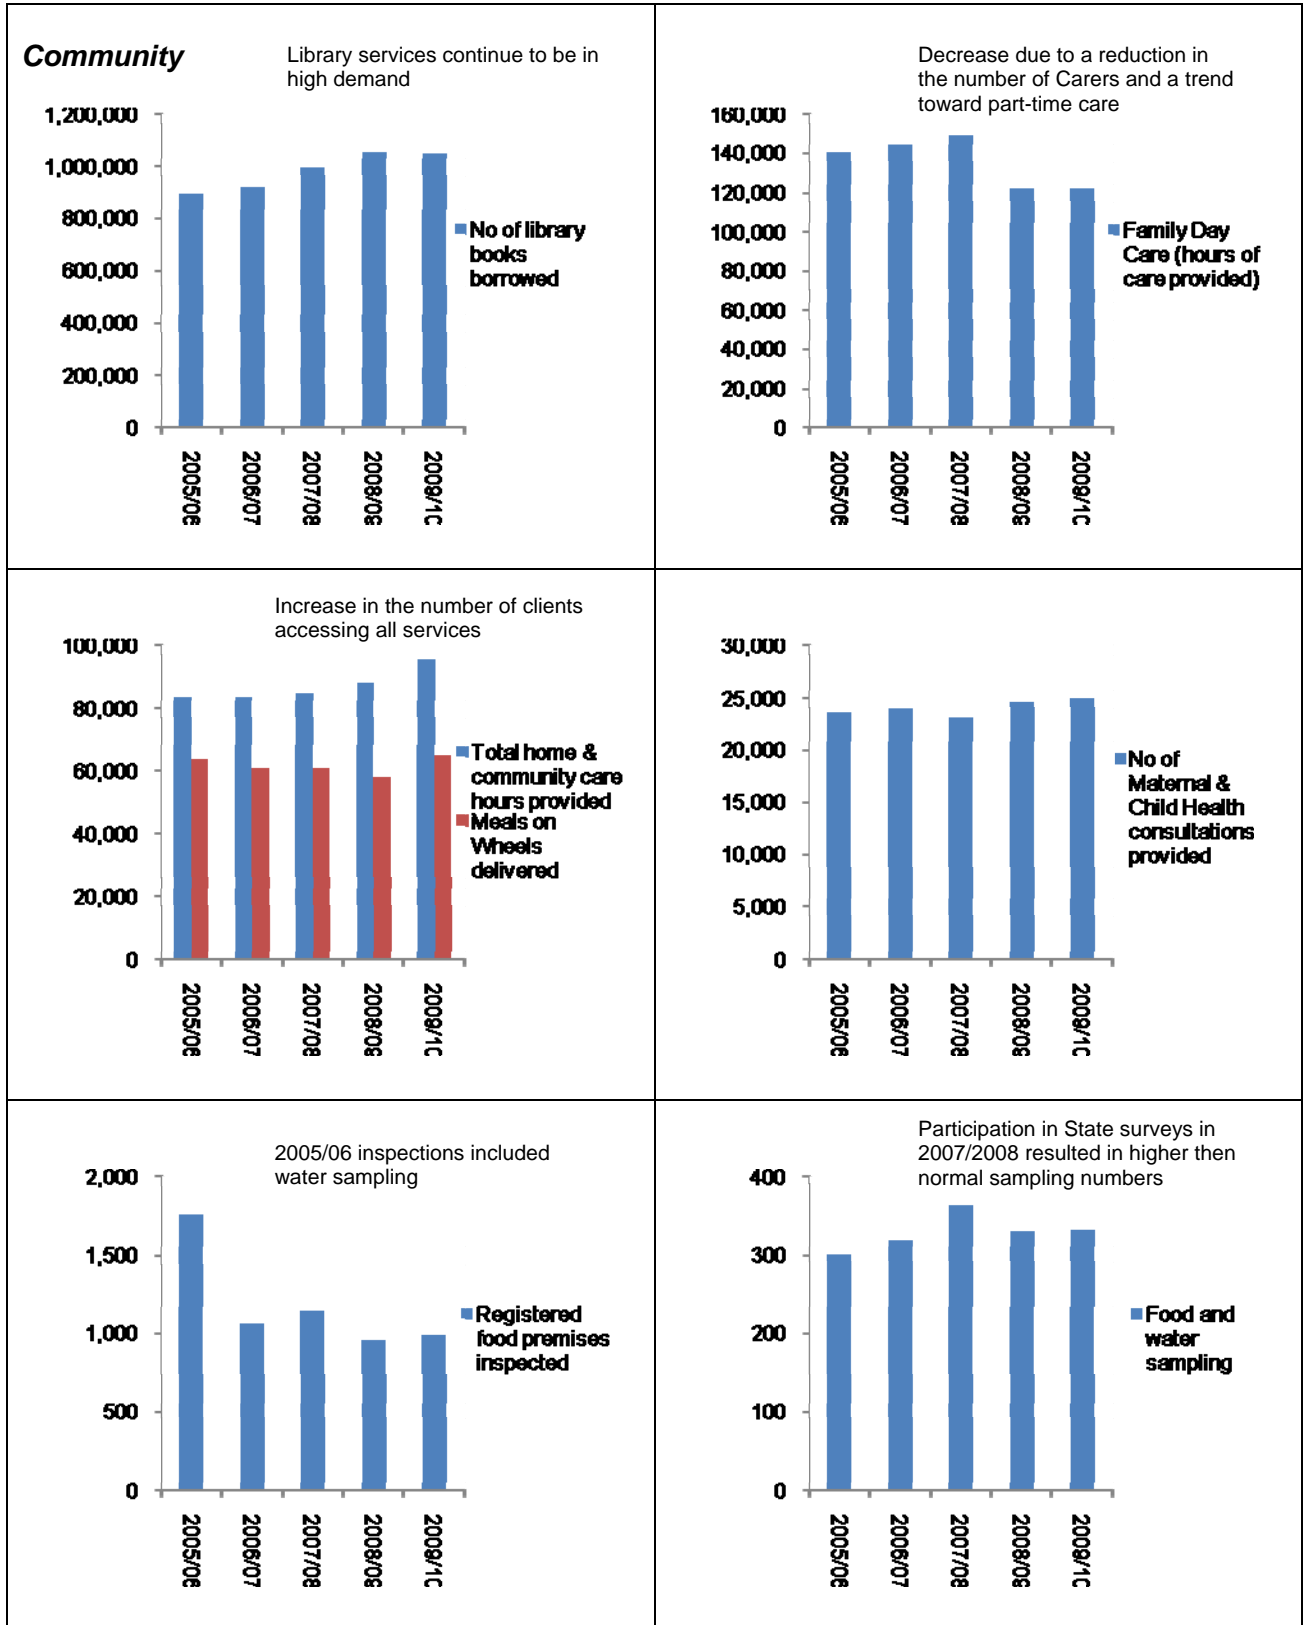 Community
Library services continue to be in
high demand
1,200,000
1,000,000
800,000
600,000
400,000
200,000
0
2005/06
2006/07
2007/08
2008/09
2009/10
No of library
books
borrowed
Decrease due to a reduction in
the number of Carers and a trend
toward part-time care
160,000
140,000
120,000
100,000
80,000
60,000
40,000
20,000
0
2005/06
2006/07
2007/08
2008/09
2009/10
Family Day
Care (hours of
care provided)
Increase in the number of clients
accessing all services
100,000
80,000
60,000
40,000
20,000
0
2005/06
2006/07
2007/08
2008/09
2009/10
Total home &
community care
hours provided
Meals on
Wheels
delivered
30,000
25,000
20,000
15,000
10,000
5,000
0
2005/06
2006/07
2007/08
2008/09
2009/10
No of
Maternal &
Child Health
consultations
provided
2005/06 inspections included
water sampling
2,000
1,500
1,000
500
0
2005/06
2006/07
2007/08
2008/09
2009/10
Registered
food premises
inspected
Participation in State surveys in
2007/2008 resulted in higher then
normal sampling numbers
400
300
200
100
0
2005/06
2006/07
2007/08
2008/09
2009/10
Food and
water
sampling